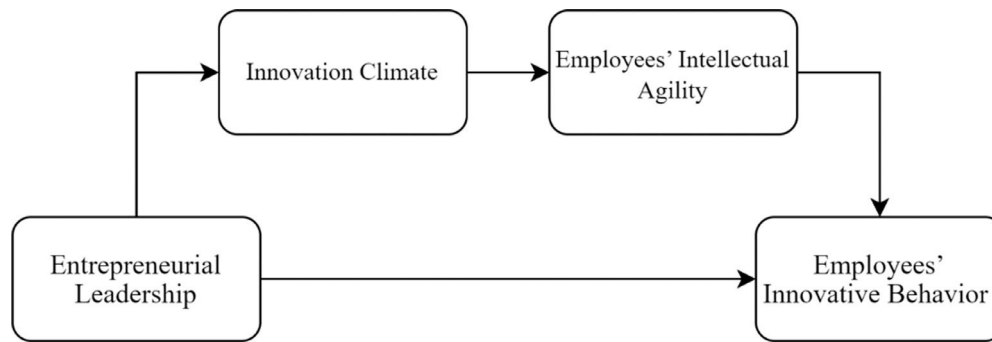 Innovation Climate
Employees’ Intellectual
Agility
Entrepreneurial
Leadership
Employees’
Innovative Behavior